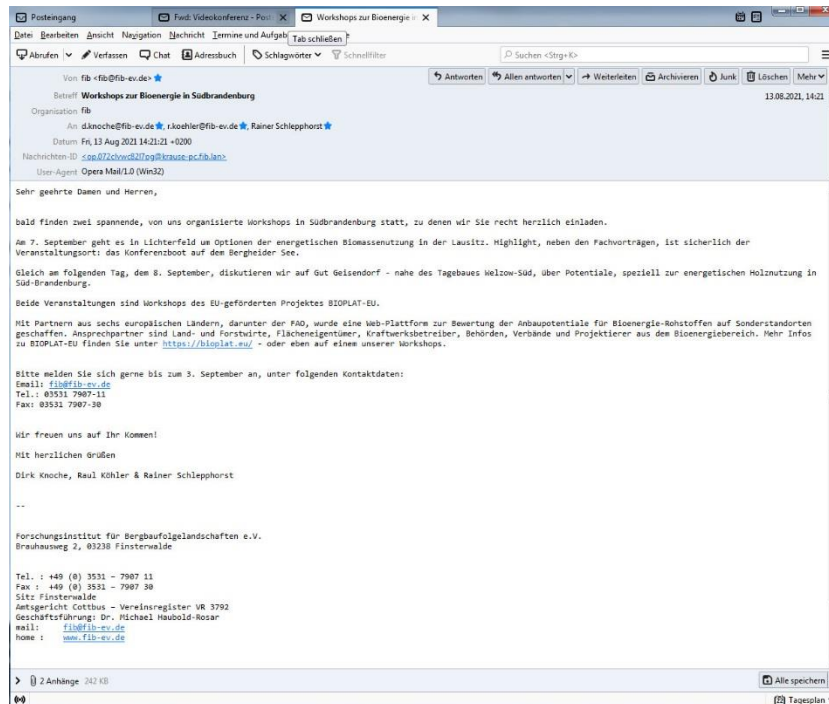 Posteingang
Fwd: Videokonferenz - Post
Workshops zur Bioenergie in
Datei Bearbeiten Ansicht Navigation Nachricht Termine und Aufgab
Tab schließen
Abrufen
Verfassen
Chat
Adressbuch
Schlagwörter
Schnellfilter
Suchen <Strg+K>
Von fib <fib@fib-ev.de>
Antworten
Allen antworten
Weiterleiten
Archivieren
Junk
Löschen
Mehr
Betreff Workshops zur Bioenergie in Südbrandenburg
13.08.2021, 14:21
Organisation fib
An d.knoche@fib-ev.de, r.koehler@fib-ev.de, Rainer Schlepphorst
Datum Fri, 13 Aug 2021 14:21:21 +0200
Nachrichten-ID <op.072clvwc82l7og@krause-pc.fib.lan>
User-Agent Opera Mail/1.0 (Win32)
Sehr geehrte Damen und Herren,
bald finden zwei spannende, von uns organisierte Workshops in Südbrandenburg statt, zu denen wir Sie recht herzlich einladen.
Am 7. September geht es in Lichterfeld um Optionen der energetischen Biomassenutzung in der Lausitz. Highlight, neben den Fachvorträgen, ist sicherlich der
Veranstaltungsort: das Konferenzboot auf dem Bergheider See.
Gleich am folgenden Tag, dem 8. September, diskutieren wir auf Gut Geisendorf - nahe des Tagebaues Welzow-Süd, über Potentiale, speziell zur energetischen Holznutzung in
Süd-Brandenburg.
Beide Veranstaltungen sind Workshops des EU-geförderten Projektes BIOPLAT-EU.
Mit Partnern aus sechs europäischen Ländern, darunter der FAO, wurde eine Web-Plattform zur Bewertung der Anbaupotentiale für Bioenergie-Rohstoffen auf Sonderstandorten
geschaffen. Ansprechpartner sind Land- und Forstwirte, Flächeneigentümer, Kraftwerksbetreiber, Behörden, Verbände und Projektierer aus dem Bioenergiebereich. Mehr Infos
zu BIOPLAT-EU finden Sie unter https://bioplat.eu/ - oder eben auf einem unserer Workshops.
Bitte melden Sie sich gerne bis zum 3. September an, unter folgenden Kontaktdaten:
Email: fib@fib-ev.de
Tel.: 03531 7907-11
Fax: 03531 7907-30
Wir freuen uns auf Ihr Kommen!
Mit herzlichen Grüßen
Dirk Knoche, Raul Köhler & Rainer Schlepphorst
--
Forschungsinstitut für Bergbaufolgelandschaften e.V.
Brauhausweg 2, 03238 Finsterwalde
Tel. : +49 (0) 3531 – 7907 11
Fax : +49 (0) 3531 – 7907 30
Sitz Finsterwalde
Amtsgericht Cottbus – Vereinsregister VR 3792
Geschäftsführung: Dr. Michael Haubold-Rosar
mail: fib@fib-ev.de
home : www.fib-ev.de
2 Anhänge 242 KB
Alle speichern
Tagesplan